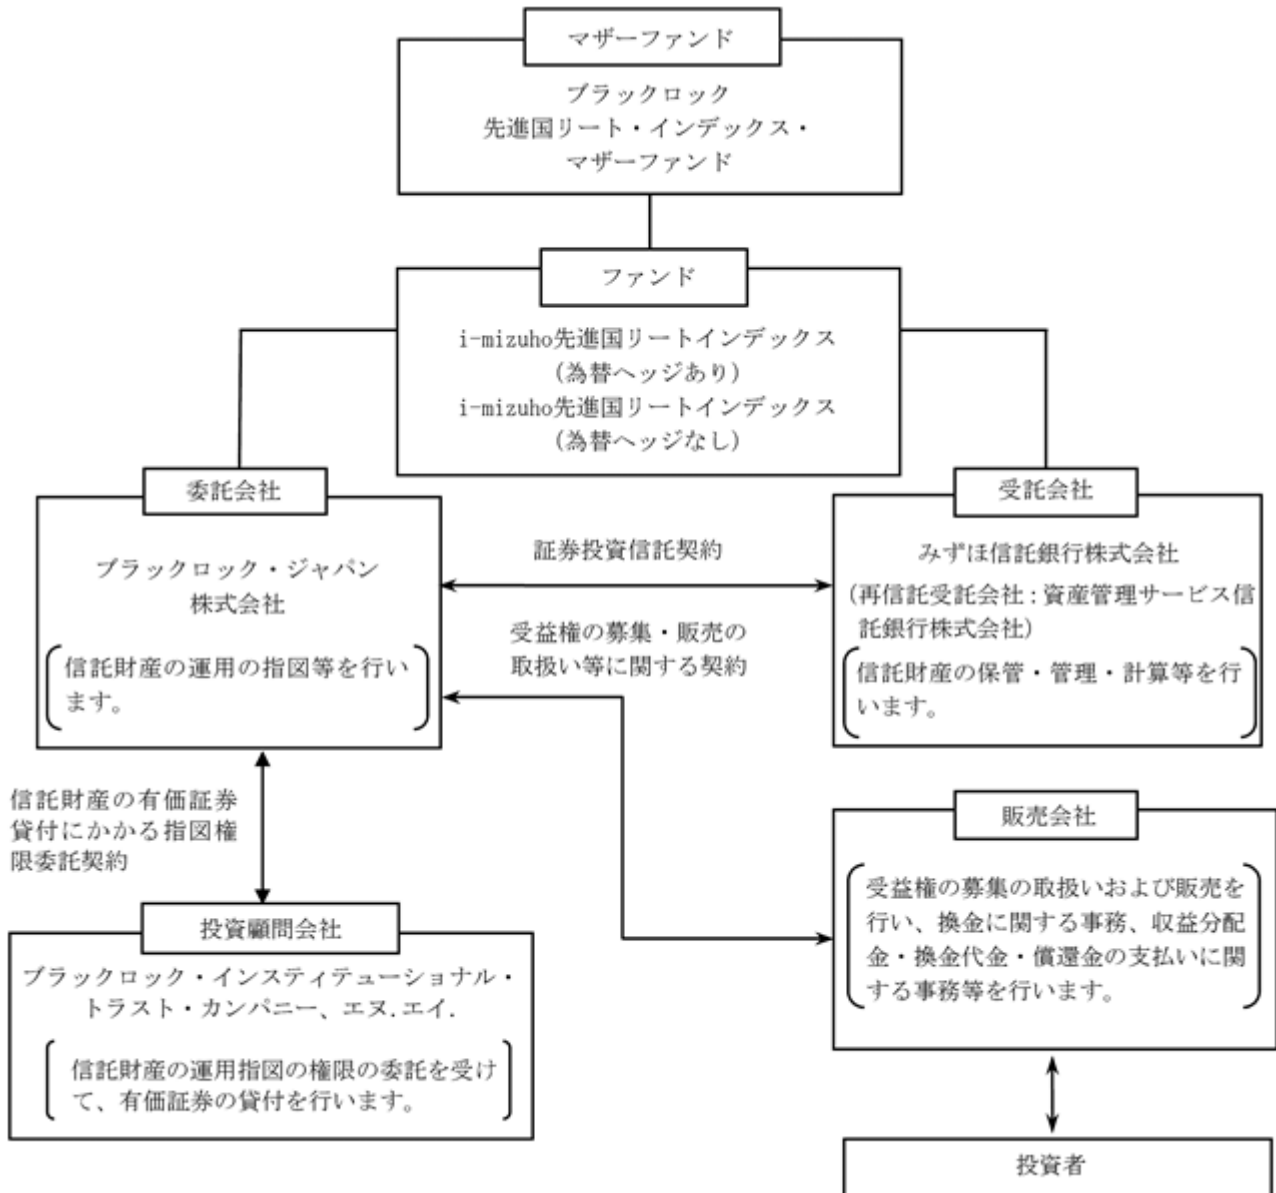 マザーファンド
ブラックロック
先進国リート・インデックス・
マザーファンド
ファンド
i-mizuho先進国リートインデックス
(為替ヘッジあり)
i-mizuho先進国リートインデックス
(為替ヘッジなし)
委託会社
ブラックロック・ジャパン
株式会社
信託財産の運用の指図等を行い
ます。
証券投資信託契約
受益権の募集・販売の
取扱い等に関する契約
受託会社
みずほ信託銀行株式会社
(再信託受託会社:資産管理サービス信
託銀行株式会社)
信託財産の保管・管理・計算等を行
います。
信託財産の有価証券
貸付にかかる指図権
限委託契約
販売会社
受益権の募集の取扱いおよび販売を
行い、換金に関する事務、収益分配
金・換金代金・償還金の支払いに関
する事務等を行います。
投資顧問会社
ブラックロック・インスティテューショナル・
トラスト・カンパニー、エヌ.エイ.
信託財産の運用指図の権限の委託を受け
て、有価証券の貸付を行います。
投資者